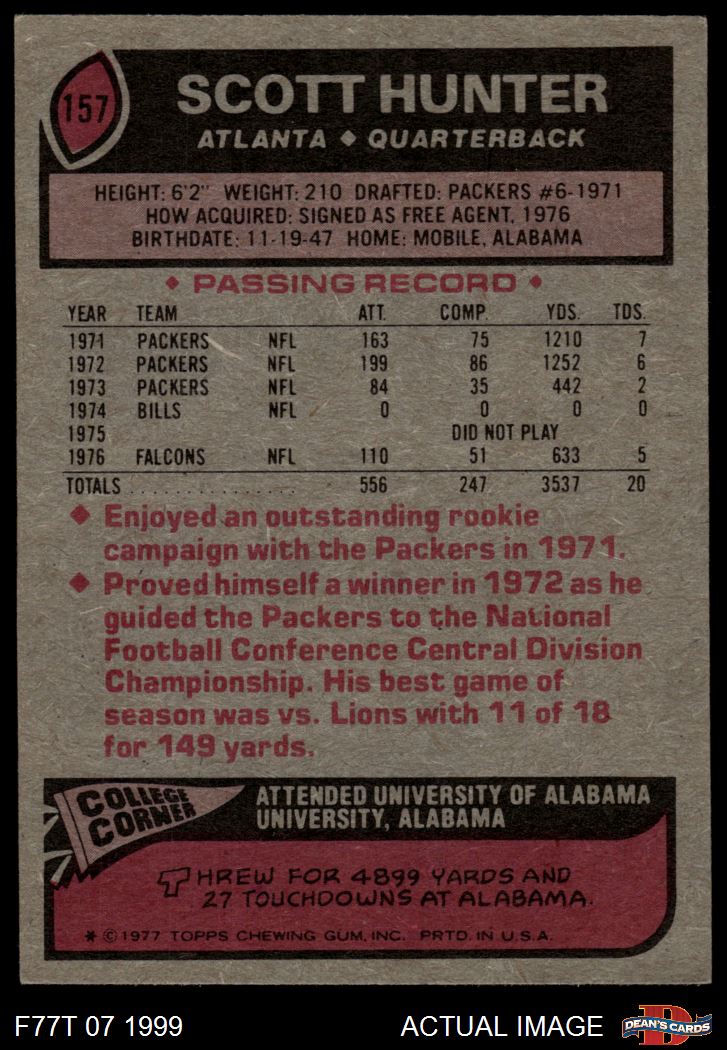 157
SCOTT HUNTER
ATLANTA ◆ QUARTERBACK
HEIGHT: 6'2" WEIGHT: 210 DRAFTED: PACKERS #6-1971
HOW ACQUIRED: SIGNED AS FREE AGENT, 1976
BIRTHDATE: 11-19-47 HOME: MOBILE, ALABAMA
◆ PASSING RECORD ◆
YEAR TEAM ATT. COMP. YDS. TDS.
1971 PACKERS NFL 163 75 1210 7
1972 PACKERS NFL 199 86 1252 6
1973 PACKERS NFL 84 35 442 2
1974 BILLS NFL 0 0 0 0
1975 DID NOT PLAY
1976 FALCONS NFL 110 51 633 5
TOTALS . . . . . . . . . . . . . . . . 556 247 3537 20
◆ Enjoyed an outstanding rookie
campaign with the Packers in 1971.
◆ Proved himself a winner in 1972 as he
guided the Packers to the National
Football Conference Central Division
Championship. His best game of
season was vs. Lions with 11 of 18
for 149 yards.
COLLEGE
CORNER
ATTENDED UNIVERSITY OF ALABAMA
UNIVERSITY, ALABAMA
THREW FOR 4899 YARDS AND
27 TOUCHDOWNS AT ALABAMA.
* © 1977 TOPPS CHEWING GUM, INC. PRTD. IN U.S.A.
F77T 07 1999 ACTUAL IMAGE
D
DEAN'S CARDS